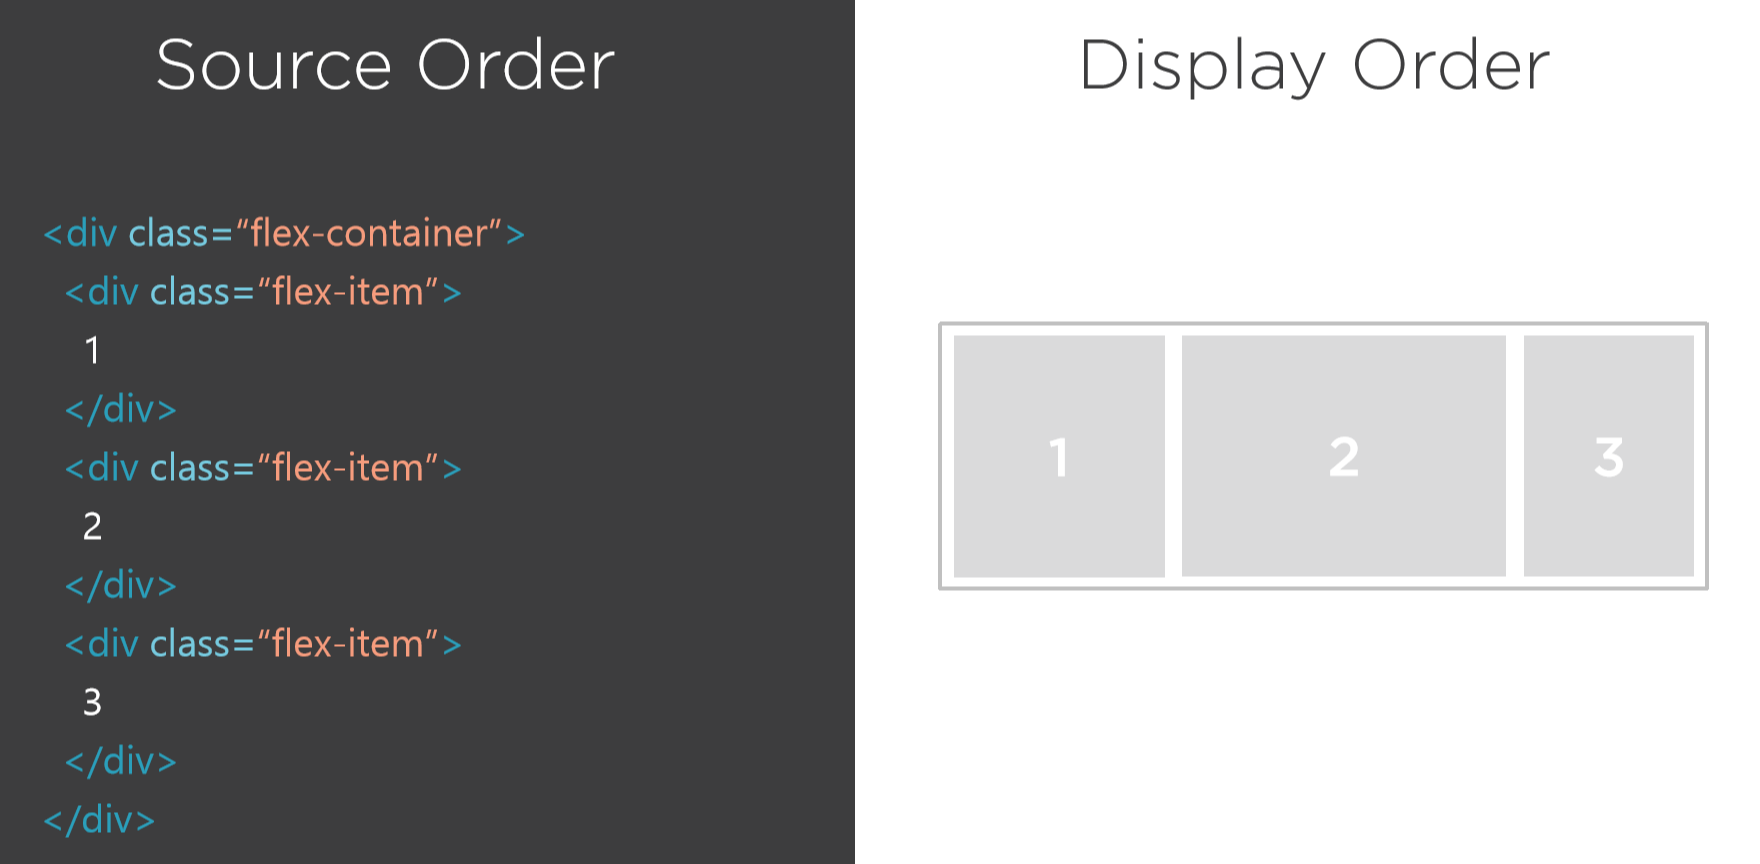 Source Order
<div class=“flex-container”>
<div class=“flex-item”>
1
</div>
<div class=“flex-item”>
2
</div>
<div class=“flex-item”>
3
</div>
</div>
Display Order
1 2 3